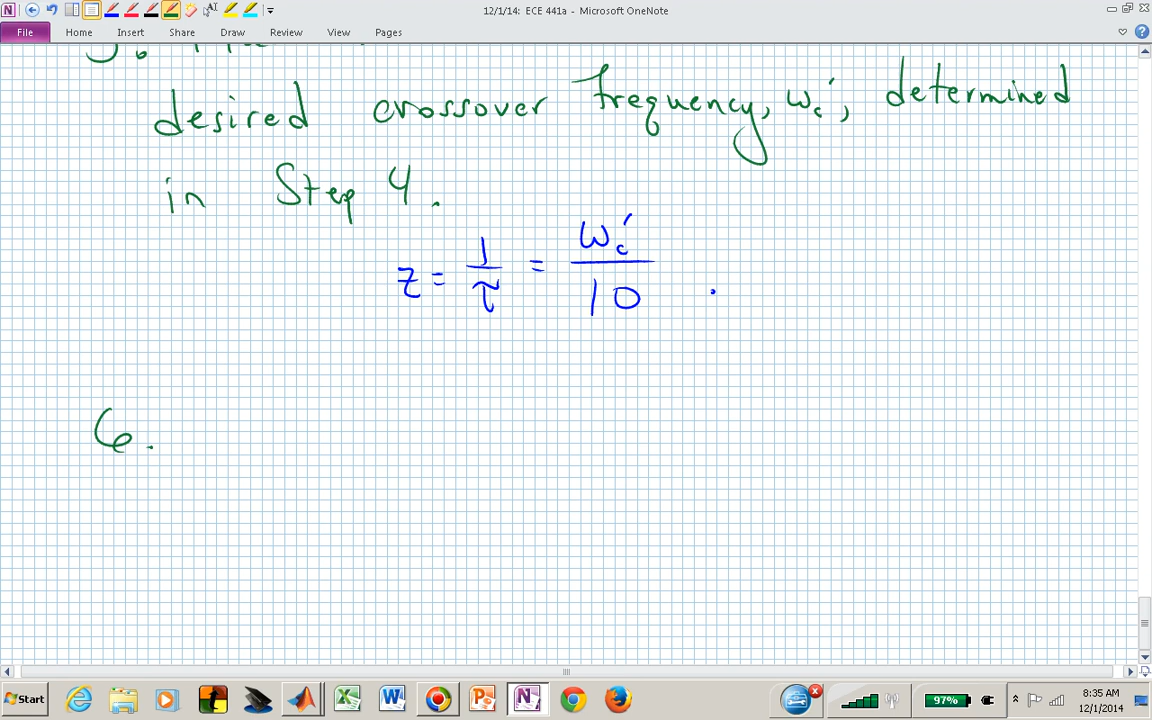 12/1/14: ECE 441a - Microsoft OneNote
File Home Insert Share Draw Review Pages
desired crossover frequency, ωc', determined
in Step 4.
z = 1/τ = ωc'/10 .
6.
Start
97%
8:35 AM
12/1/2014